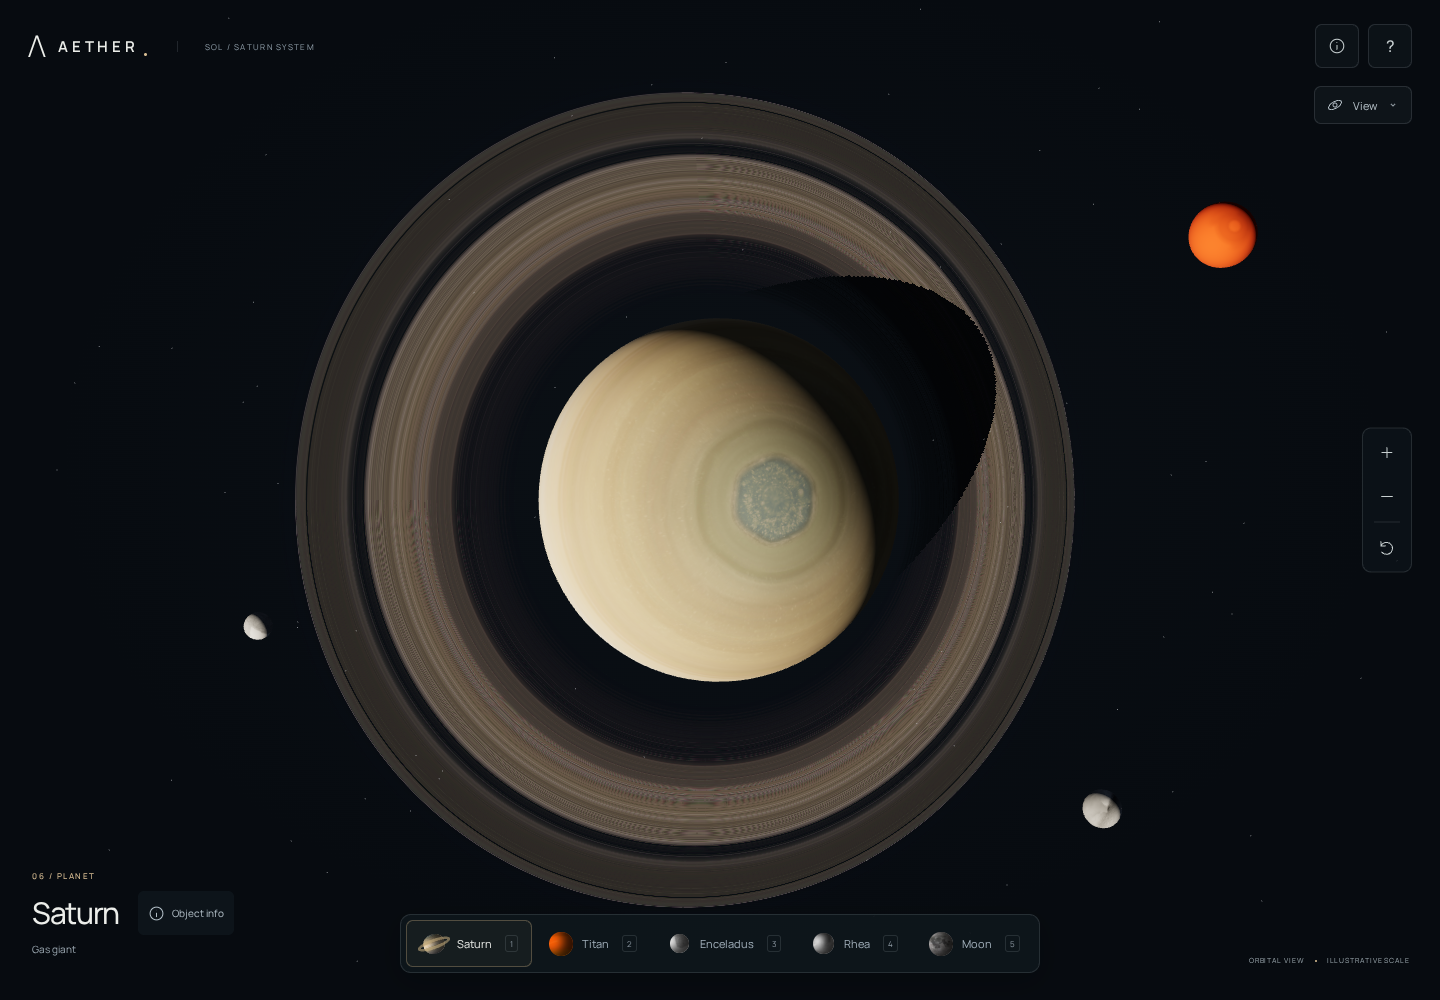 AETHER.
SOL / SATURN SYSTEM
?
View
06 / PLANET
Saturn
Object info
Gas giant
Saturn 1
Titan 2
Enceladus 3
Rhea 4
Moon 5
ORBITAL VIEW • ILLUSTRATIVE SCALE